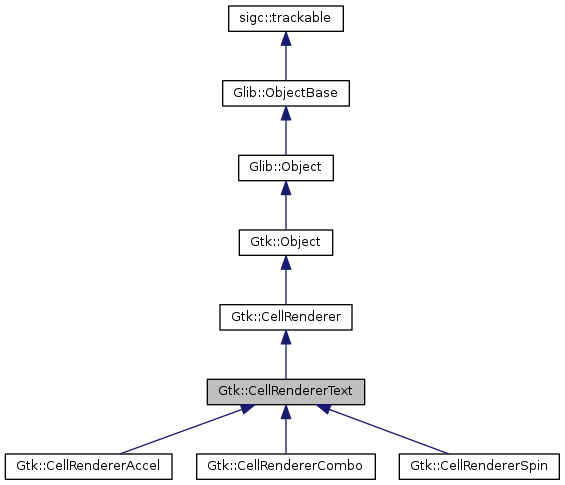 sigc::trackable
Glib::ObjectBase
Glib::Object
Gtk::Object
Gtk::CellRenderer
Gtk::CellRendererText
Gtk::CellRendererAccel
Gtk::CellRendererCombo
Gtk::CellRendererSpin